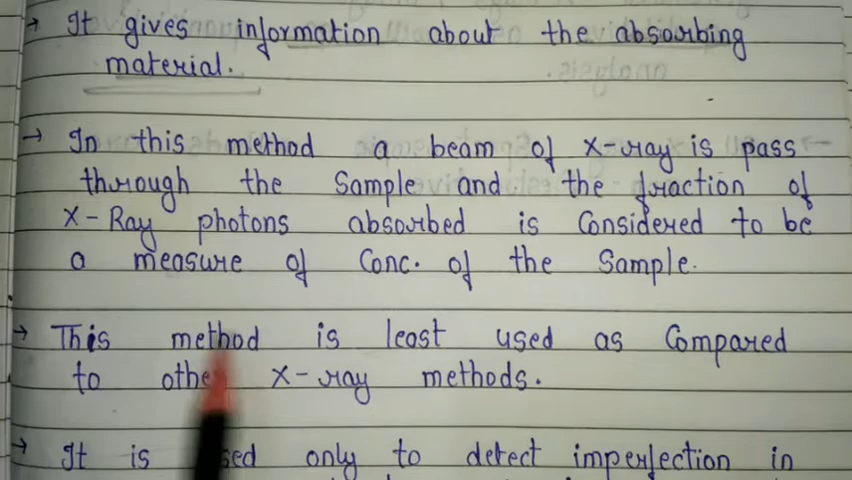 → It gives information about the absorbing
material.
→ In this method a beam of X-ray is pass
through the Sample and the fraction of
X-Ray photons absorbed is Considered to be
a measure of Conc. of the Sample.
→ This method is least used as Compared
to other X-ray methods.
→ It is used only to detect imperfection in